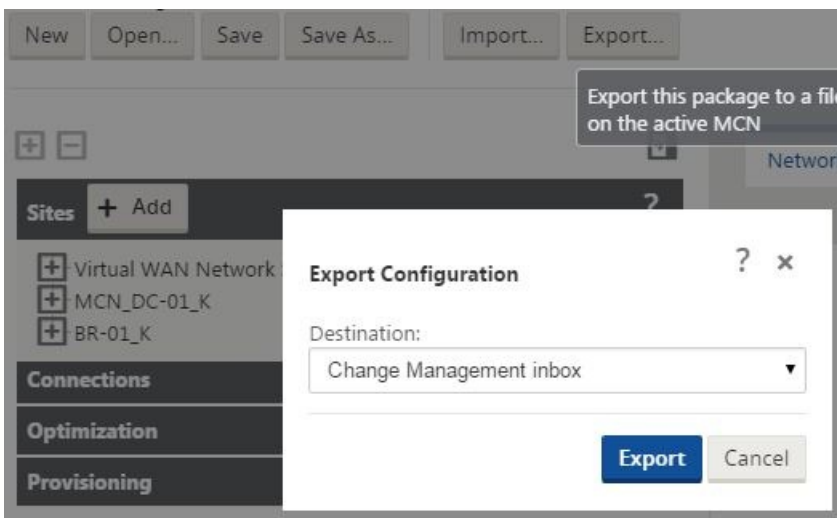 New Open... Save Save As... Import... Export...
Export this package to a file
on the active MCN
Networ
Sites + Add ?
Virtual WAN Network
MCN_DC-01_K
BR-01_K
Connections
Optimization
Provisioning
Export Configuration ? ×
Destination:
Change Management inbox
Export Cancel